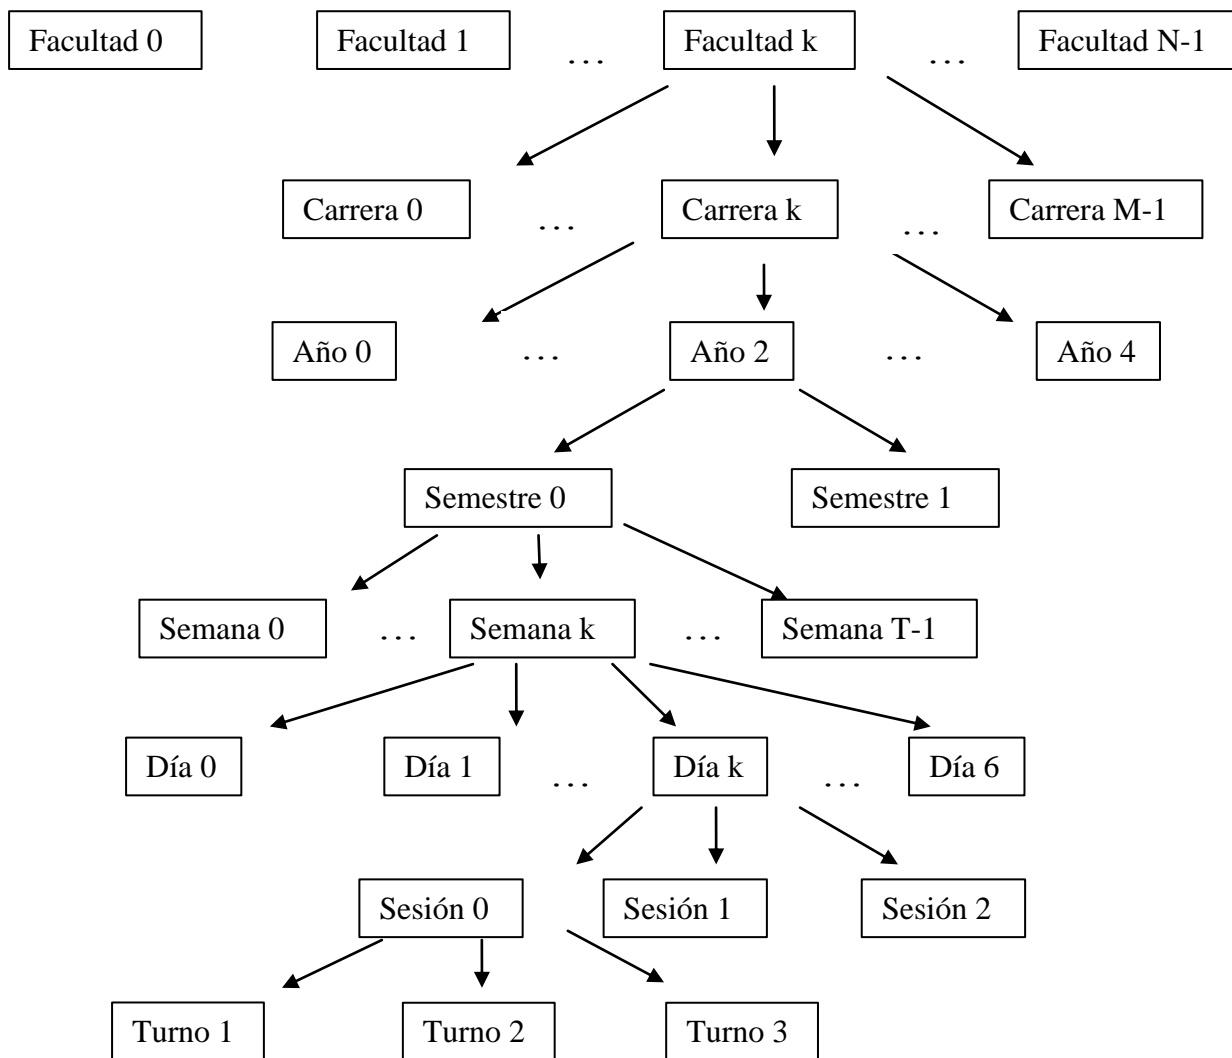 Facultad 0 Facultad 1 ... Facultad k ... Facultad N-1
Carrera 0 ... Carrera k ... Carrera M-1
Año 0 ... Año 2 ... Año 4
Semestre 0 Semestre 1
Semana 0 ... Semana k ... Semana T-1
Día 0 Día 1 ... Día k ... Día 6
Sesión 0 Sesión 1 Sesión 2
Turno 1 Turno 2 Turno 3